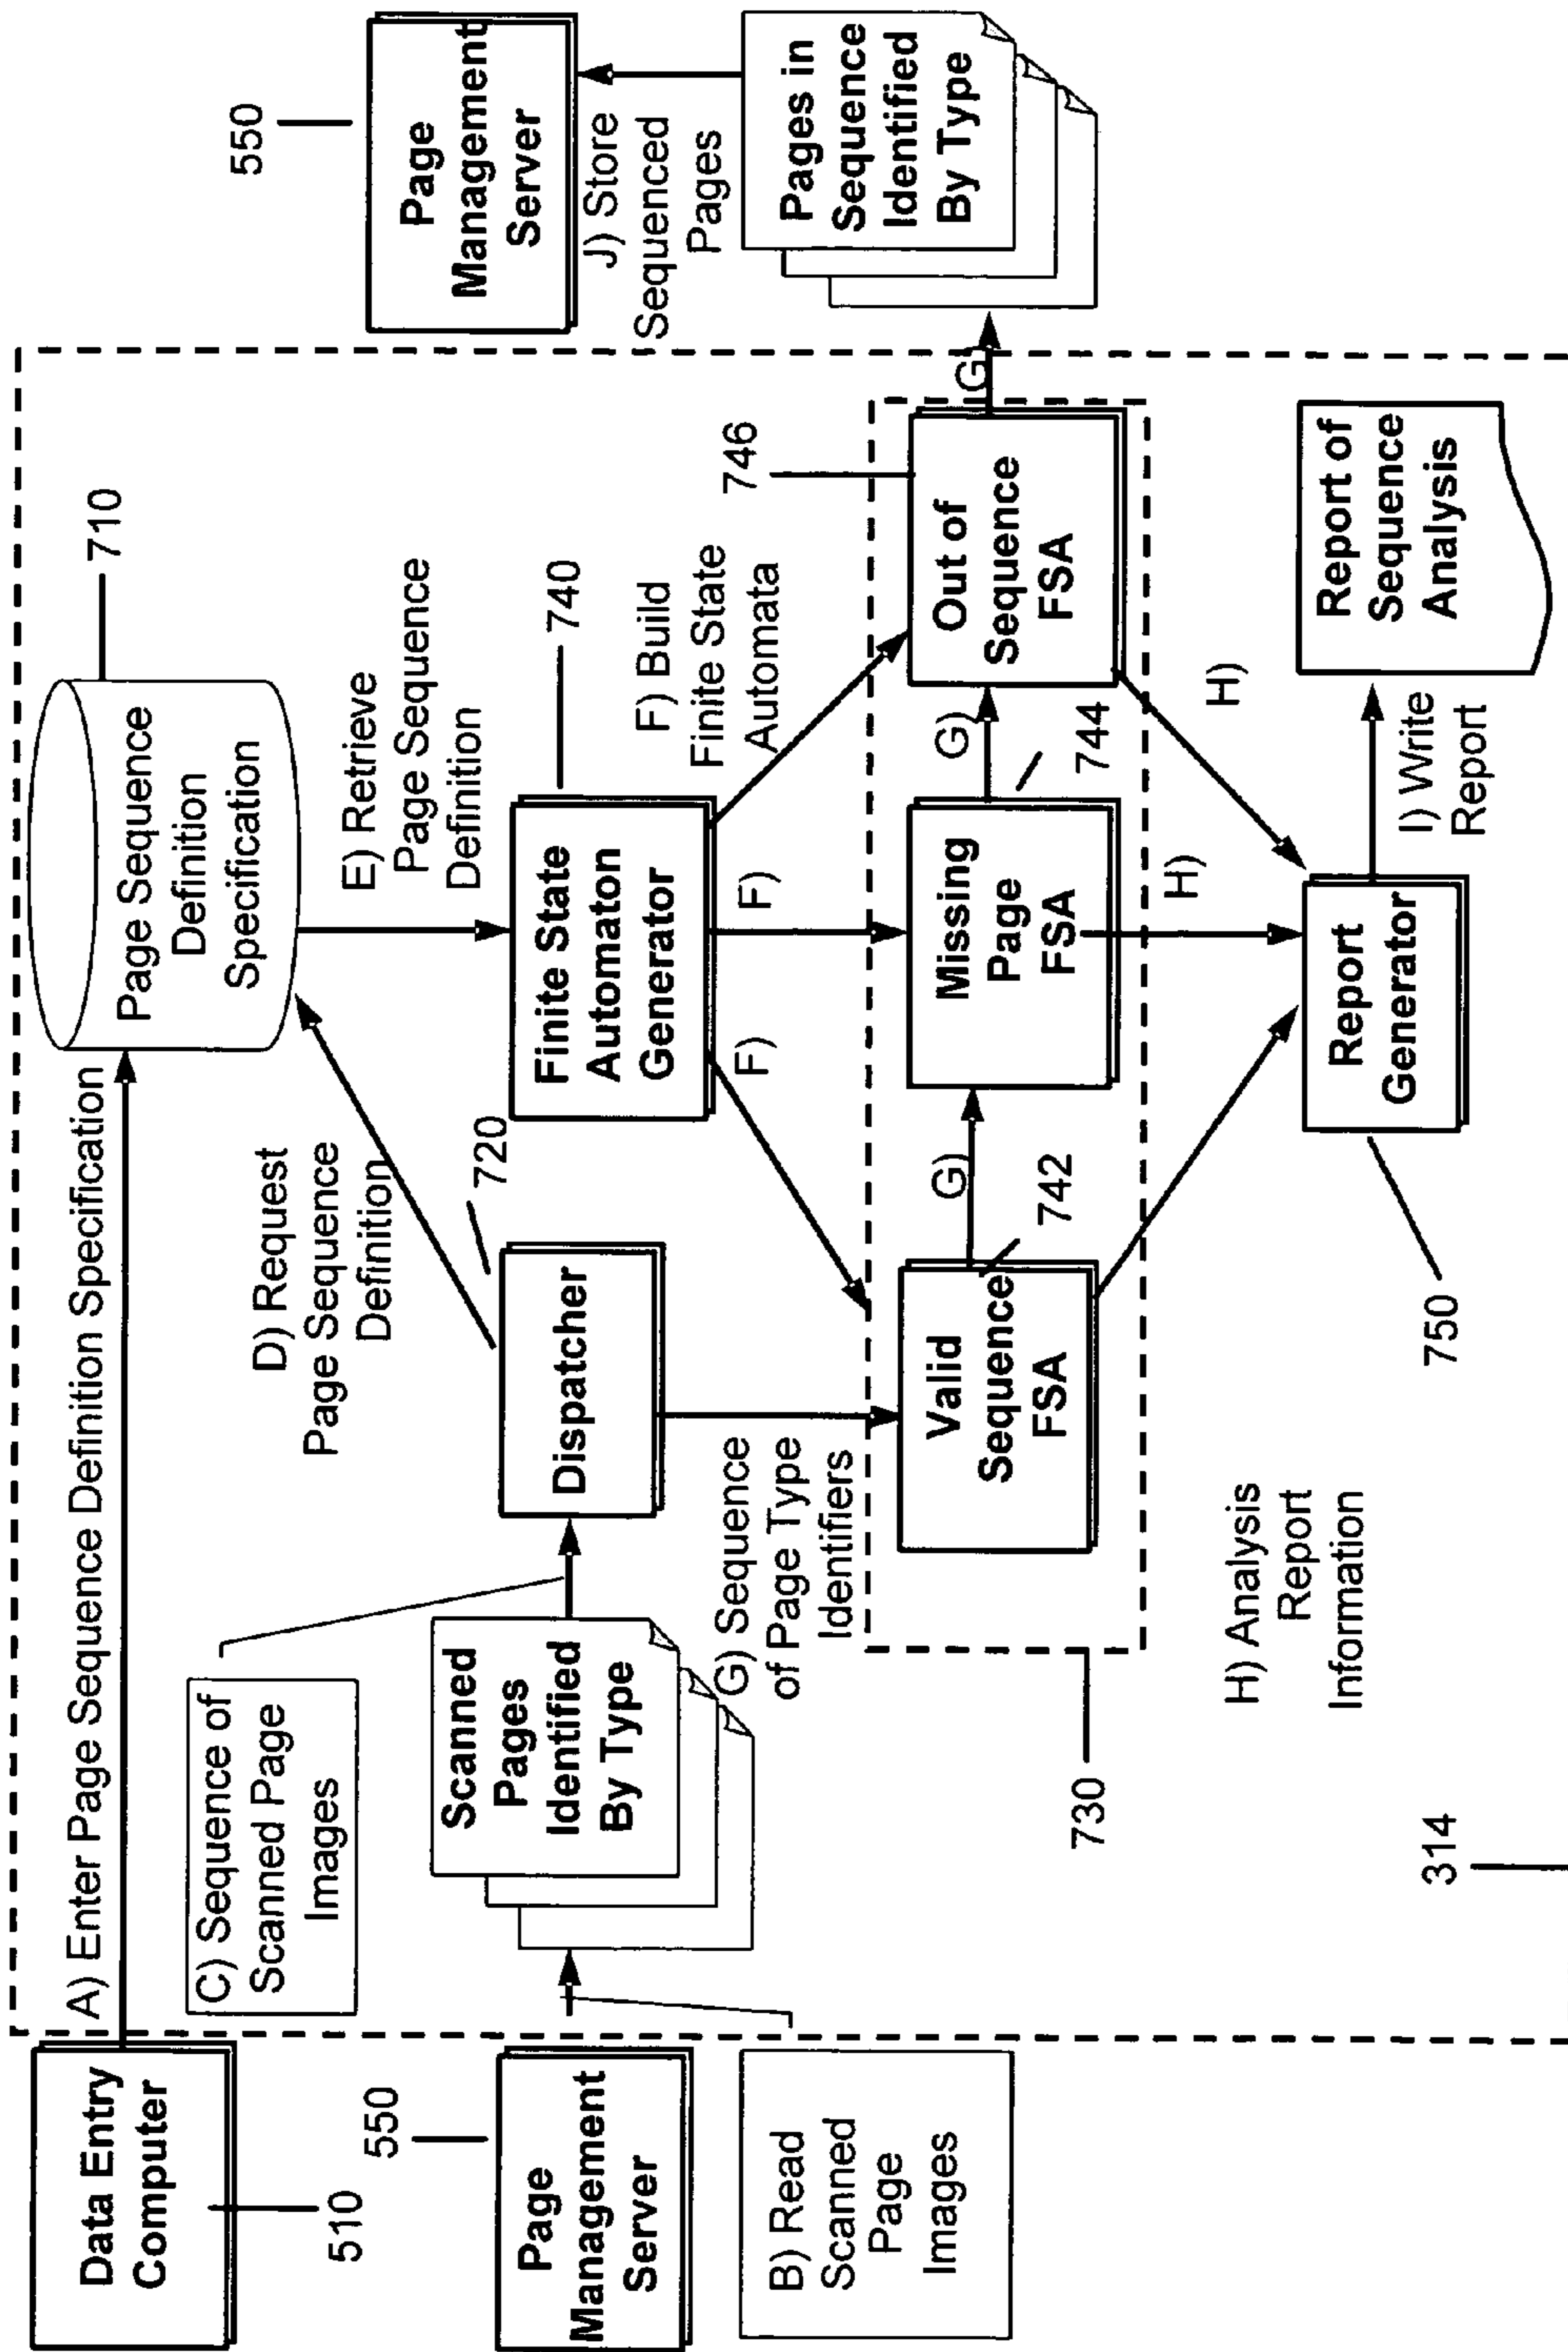 Data Entry
Computer
510
A) Enter Page Sequence Definition Specification
Page Sequence
Definition
Specification
710
C) Sequence of
Scanned Page
Images
D) Request
Page Sequence
Definition
E) Retrieve
Page Sequence
Definition
550
Page
Management
Server
B) Read
Scanned
Page
Images
Scanned
Pages
Identified
By Type
Dispatcher
720
Finite State
Automaton
Generator
740
F) Build
Finite State
Automata
F)
F)
G) Sequence
of Page Type
Identifiers
730
Valid
Sequence
FSA
742
G)
Missing
Page
FSA
744
G)
Out of
Sequence
FSA
746
G
H) Analysis
Report
Information
H)
H)
Report
Generator
750
I) Write
Report
Report of
Sequence
Analysis
550
Page
Management
Server
J) Store
Sequenced
Pages
Pages in
Sequence
Identified
By Type
314